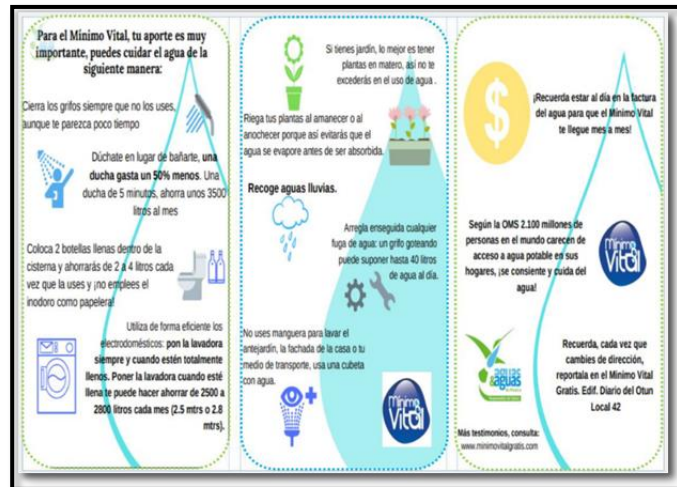 Para el Mínimo Vital, tu aporte es muy
importante, puedes cuidar el agua de la
siguiente manera:
Cierra los grifos siempre que no los uses,
aunque te parezca poco tiempo
Dúchate en lugar de bañarte, una
ducha gasta un 50% menos. Una
ducha de 5 minutos, ahorra unos 3500
litros al mes
Coloca 2 botellas llenas dentro de la
cisterna y ahorrarás de 2 a 4 litros cada
vez que la uses y ¡no emplees el
inodoro como papelera!
Utiliza de forma eficiente los
electrodomésticos: pon la lavadora
siempre y cuando estén totalmente
llenos. Poner la lavadora cuando esté
llena te puede hacer ahorrar de 2500 a
2800 litros cada mes (2.5 mtrs o 2.8
mtrs).
Si tienes jardín, lo mejor es tener
plantas en matero, así no te
excederás en el uso de agua .
Riega tus plantas al amanecer o al
anochecer porque así evitarás que el
agua se evapore antes de ser absorbida.
Recoge aguas lluvias.
Arregla enseguida cualquier
fuga de agua: un grifo goteando
puede suponer hasta 40 litros
de agua al día.
No uses manguera para lavar el
antejardín, la fachada de la casa o tu
medio de transporte, usa una cubeta
con agua.
mínimo
Vital
$
¡Recuerda estar al día en la factura
del agua para que el Mínimo Vital
te llegue mes a mes!
Según la OMS 2.100 millones de
personas en el mundo carecen de
acceso a agua potable en sus
hogares, ¡se consiente y cuida del
agua!
mínimo
Vital
aguas
&aguas
Recuerda, cada vez que
cambies de dirección,
reportala en el Mínimo Vital
Gratis. Edif. Diario del Otun
Local 42
Más testimonios, consulta:
www.minimovitalgratis.com